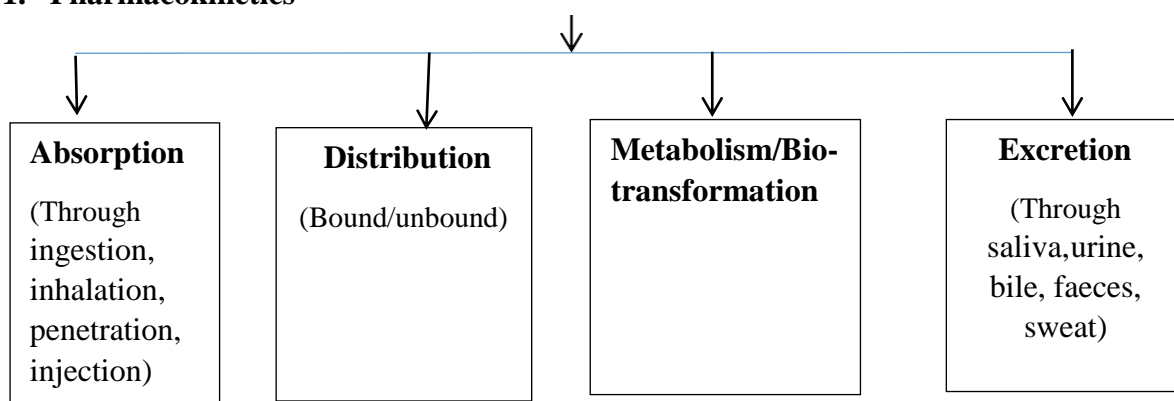 1. Pharmacokinetics
Absorption
(Through
ingestion,
inhalation,
penetration,
injection)
Distribution
(Bound/unbound)
Metabolism/Bio-
transformation
Excretion
(Through
saliva,urine,
bile, faeces,
sweat)